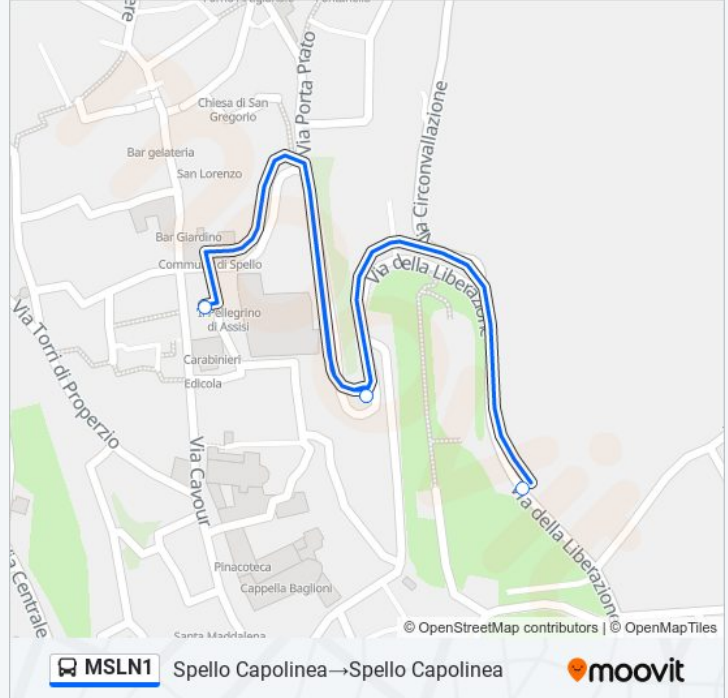 Via Porta Prato
Chiesa di San
Gregorio
Via Circonvallazione
Bar gelateria
San Lorenzo
Bar Giardino
Commune di Spello
Via della Liberazione
Il Pellegrino
di Assisi
Via Torri di Properzio
Carabinieri
Edicola
Via Cavour
Via della Liberazione
Pinacoteca
Cappella Baglioni
Via Centrale
Santa Maddalena
© OpenStreetMap contributors | © OpenMapTiles
MSLN1 Spello Capolinea→Spello Capolinea
moovit